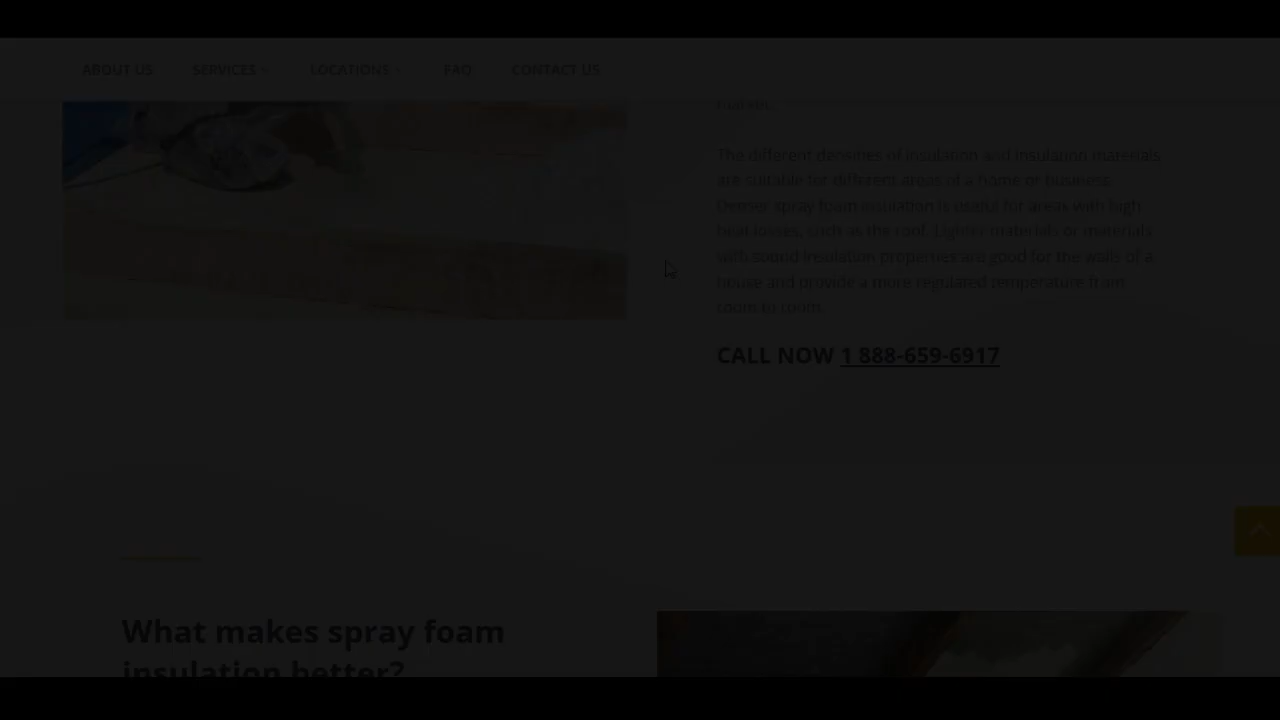 ABOUT US SERVICES LOCATIONS FAQ CONTACT US
The different densities of insulation and insulation materials
are suitable for different areas of a home or business.
Denser spray foam insulation is useful for areas with high
heat losses, such as the roof. Lighter materials or materials
with sound insulation properties are good for the walls of a
house and provide a more regulated temperature from
room to room.
CALL NOW 1 888-659-6917
What makes spray foam
insulation better?